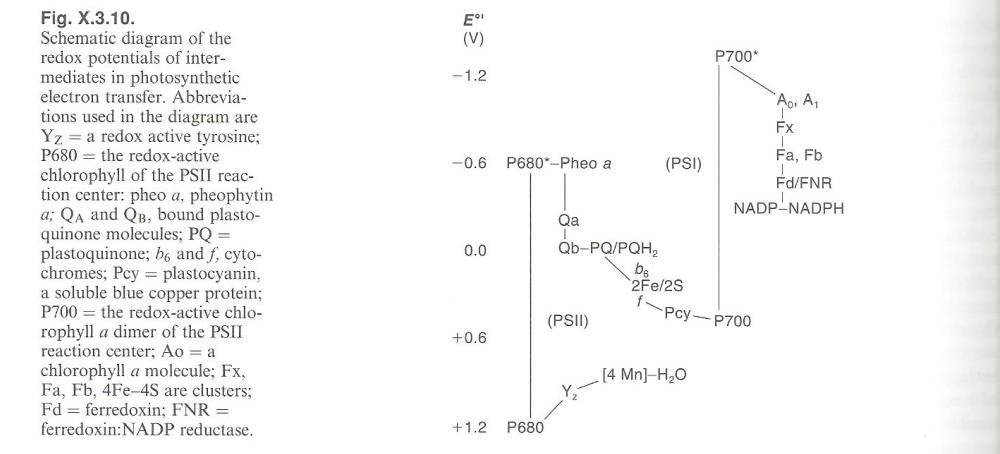 Fig. X.3.10.
Schematic diagram of the
redox potentials of inter-
mediates in photosynthetic
electron transfer. Abbrevia-
tions used in the diagram are
Y_Z = a redox active tyrosine;
P680 = the redox-active
chlorophyll of the PSII reac-
tion center: pheo a, pheophytin
a; Q_A and Q_B, bound plasto-
quinone molecules; PQ =
plastoquinone; b₆ and f, cyto-
chromes; Pcy = plastocyanin,
a soluble blue copper protein;
P700 = the redox-active chlo-
rophyll a dimer of the PSII
reaction center; Ao = a
chlorophyll a molecule; Fx,
Fa, Fb, 4Fe–4S are clusters;
Fd = ferredoxin; FNR =
ferredoxin:NADP reductase.
E°'
(V)
−1.2
−0.6
0.0
+0.6
+1.2
P700*
A₀, A₁
Fx
Fa, Fb
Fd/FNR
NADP–NADPH
P680*–Pheo a
(PSI)
Qa
Qb–PQ/PQH₂
b₆
2Fe/2S
f
Pcy
P700
(PSII)
[4 Mn]–H₂O
Y_z
P680